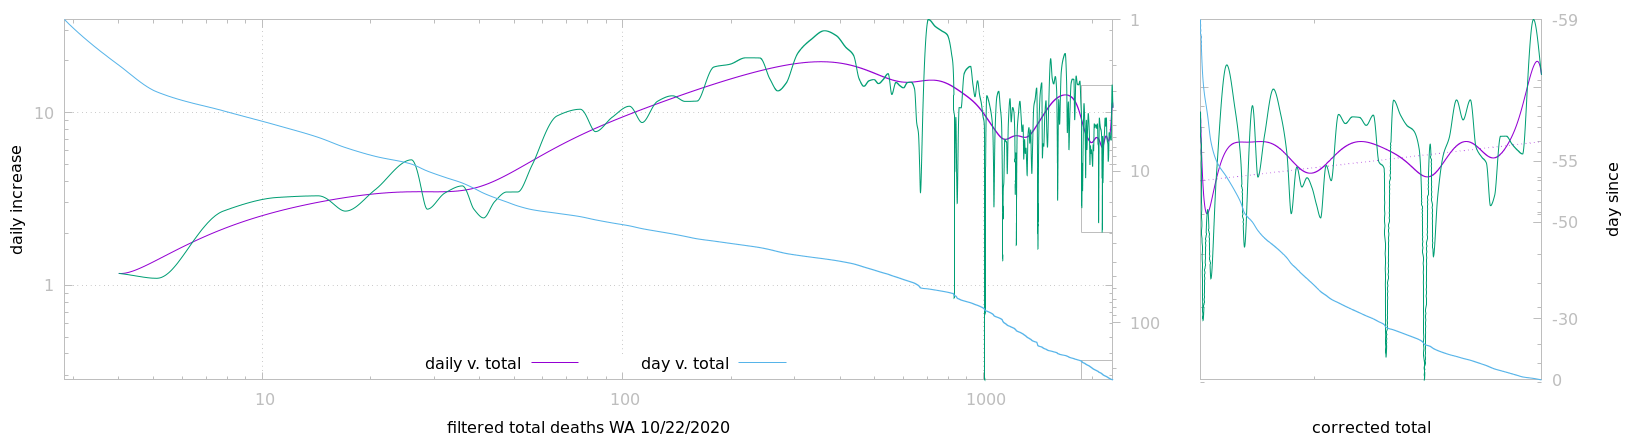 1
-59
10
daily increase
10
-55
-50
day since
1
100
-30
daily v. total
day v. total
0
10
100
1000
filtered total deaths WA 10/22/2020
corrected total